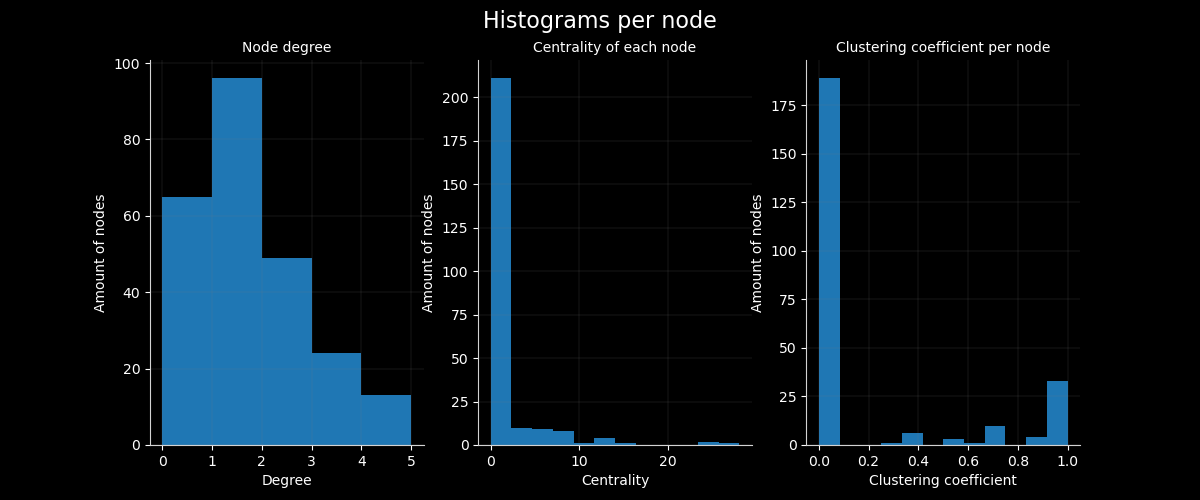 Histograms per node
Node degree
100
80
60
40
20
0
Amount of nodes
0 1 2 3 4 5
Degree
Centrality of each node
200
175
150
125
100
75
50
25
0
Amount of nodes
0 10 20
Centrality
Clustering coefficient per node
175
150
125
100
75
50
25
0
Amount of nodes
0.0 0.2 0.4 0.6 0.8 1.0
Clustering coefficient